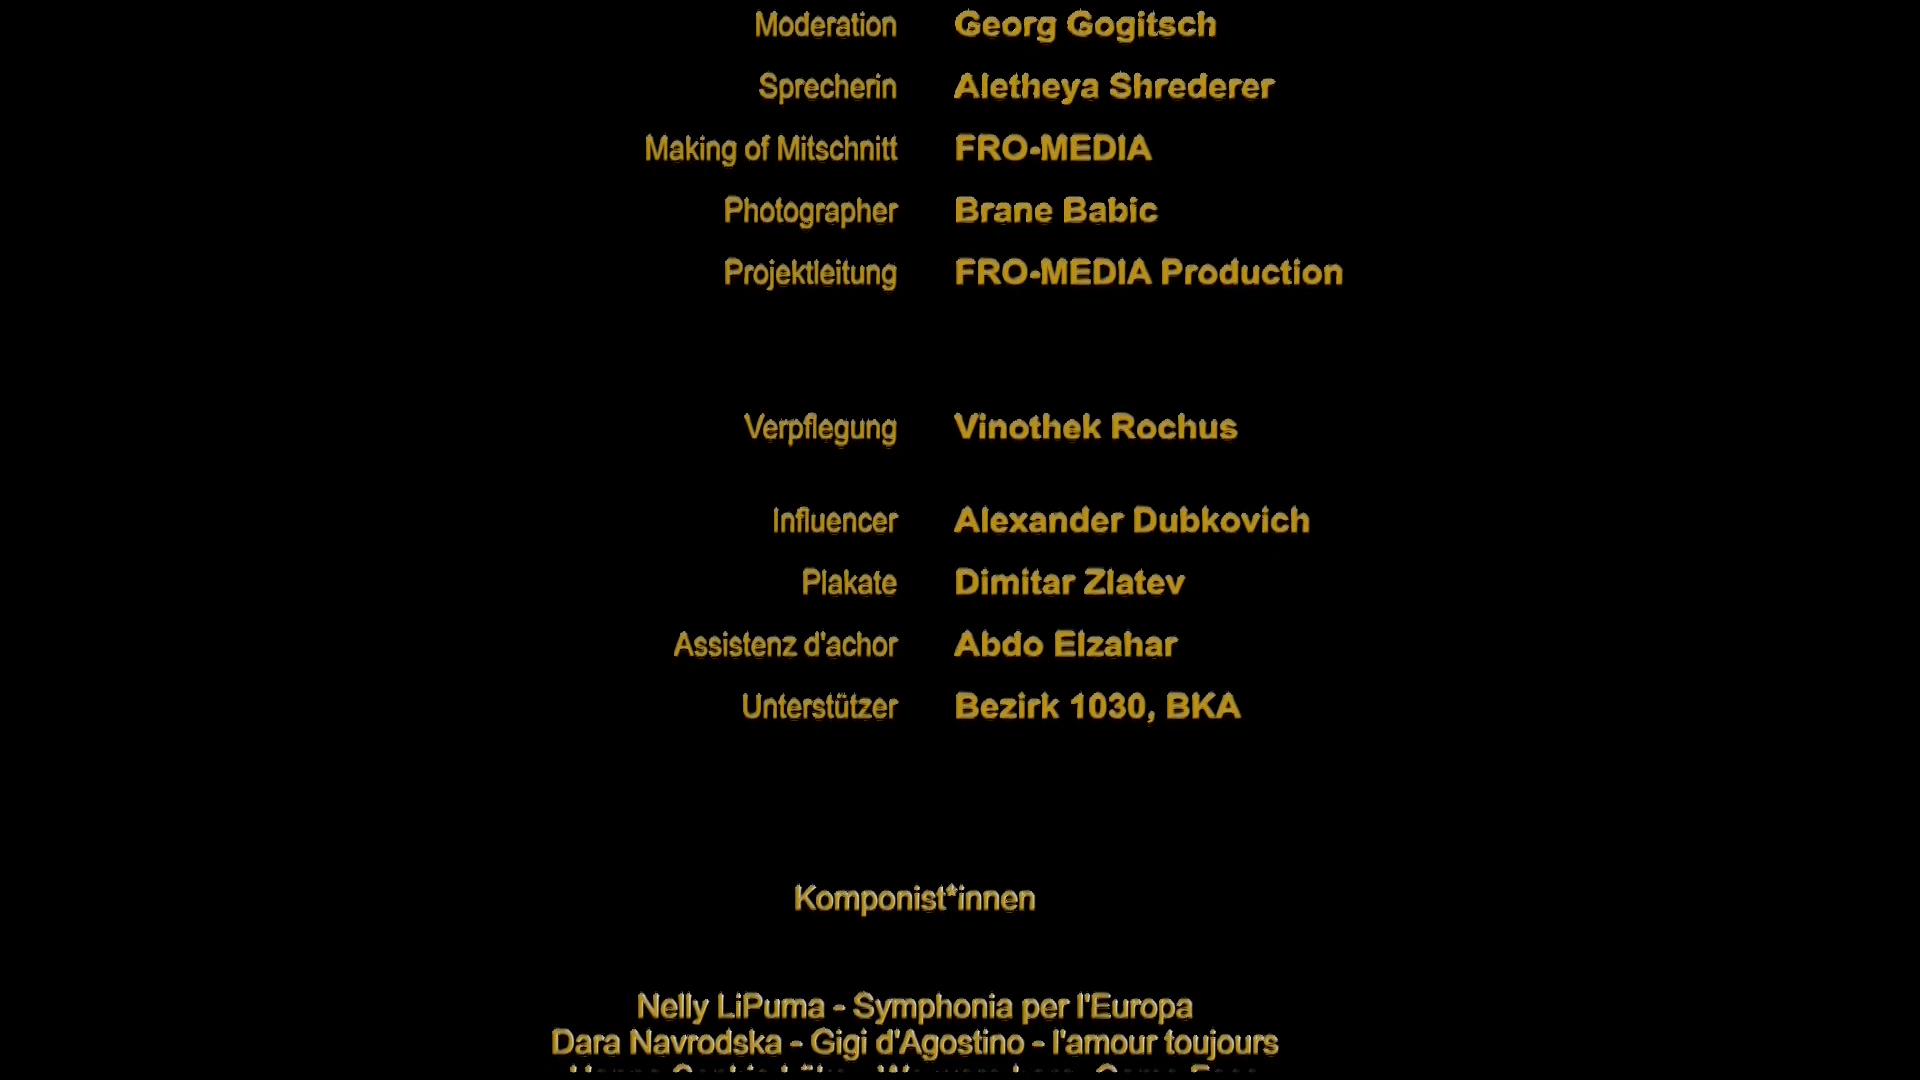 Moderation Georg Gogitsch
Sprecherin Aletheya Shrederer
Making of Mitschnitt FRO-MEDIA
Photographer Brane Babic
Projektleitung FRO-MEDIA Production
Verpflegung Vinothek Rochus
Influencer Alexander Dubkovich
Plakate Dimitar Zlatev
Assistenz d'achor Abdo Elzahar
Unterstützer Bezirk 1030, BKA
Komponist*innen
Nelly LiPuma - Symphonia per l'Europa
Dara Navrodska - Gigi d'Agostino - l'amour toujours